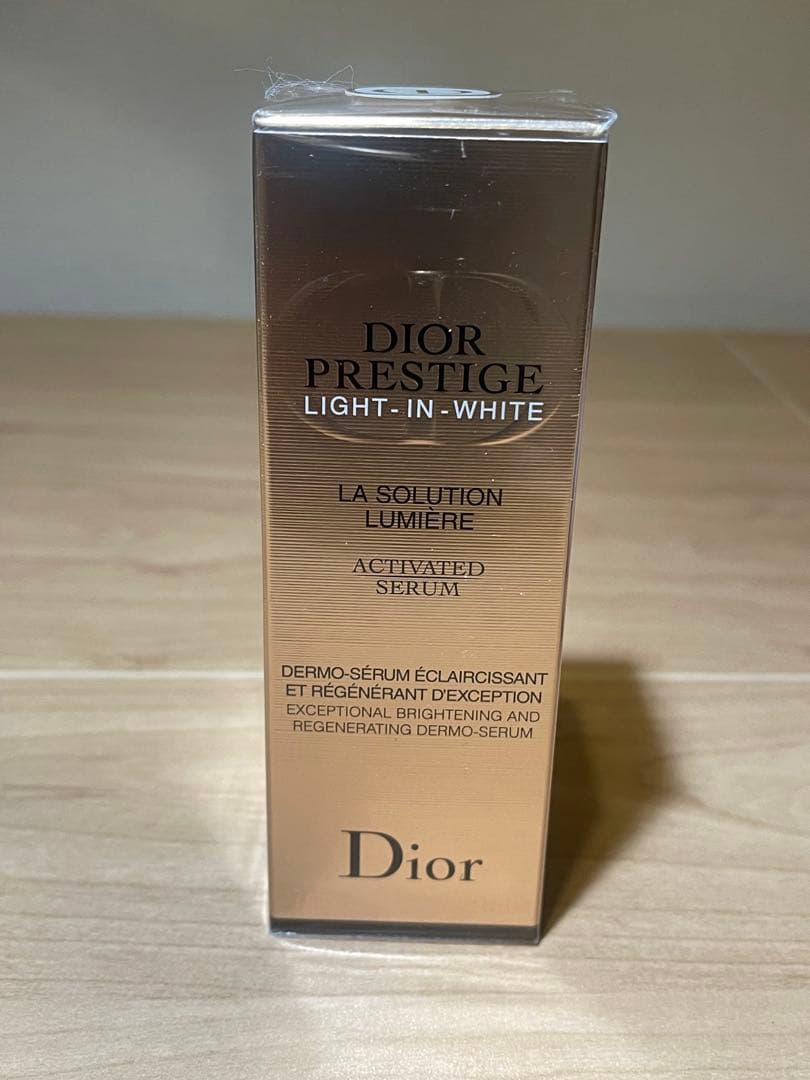 DIOR
PRESTIGE
LIGHT-IN-WHITE
LA SOLUTION
LUMIÈRE
ACTIVATED
SERUM
DERMO-SÉRUM ÉCLAIRCISSANT
ET RÉGÉNÉRANT D'EXCEPTION
EXCEPTIONAL BRIGHTENING AND
REGENERATING DERMO-SERUM
Dior